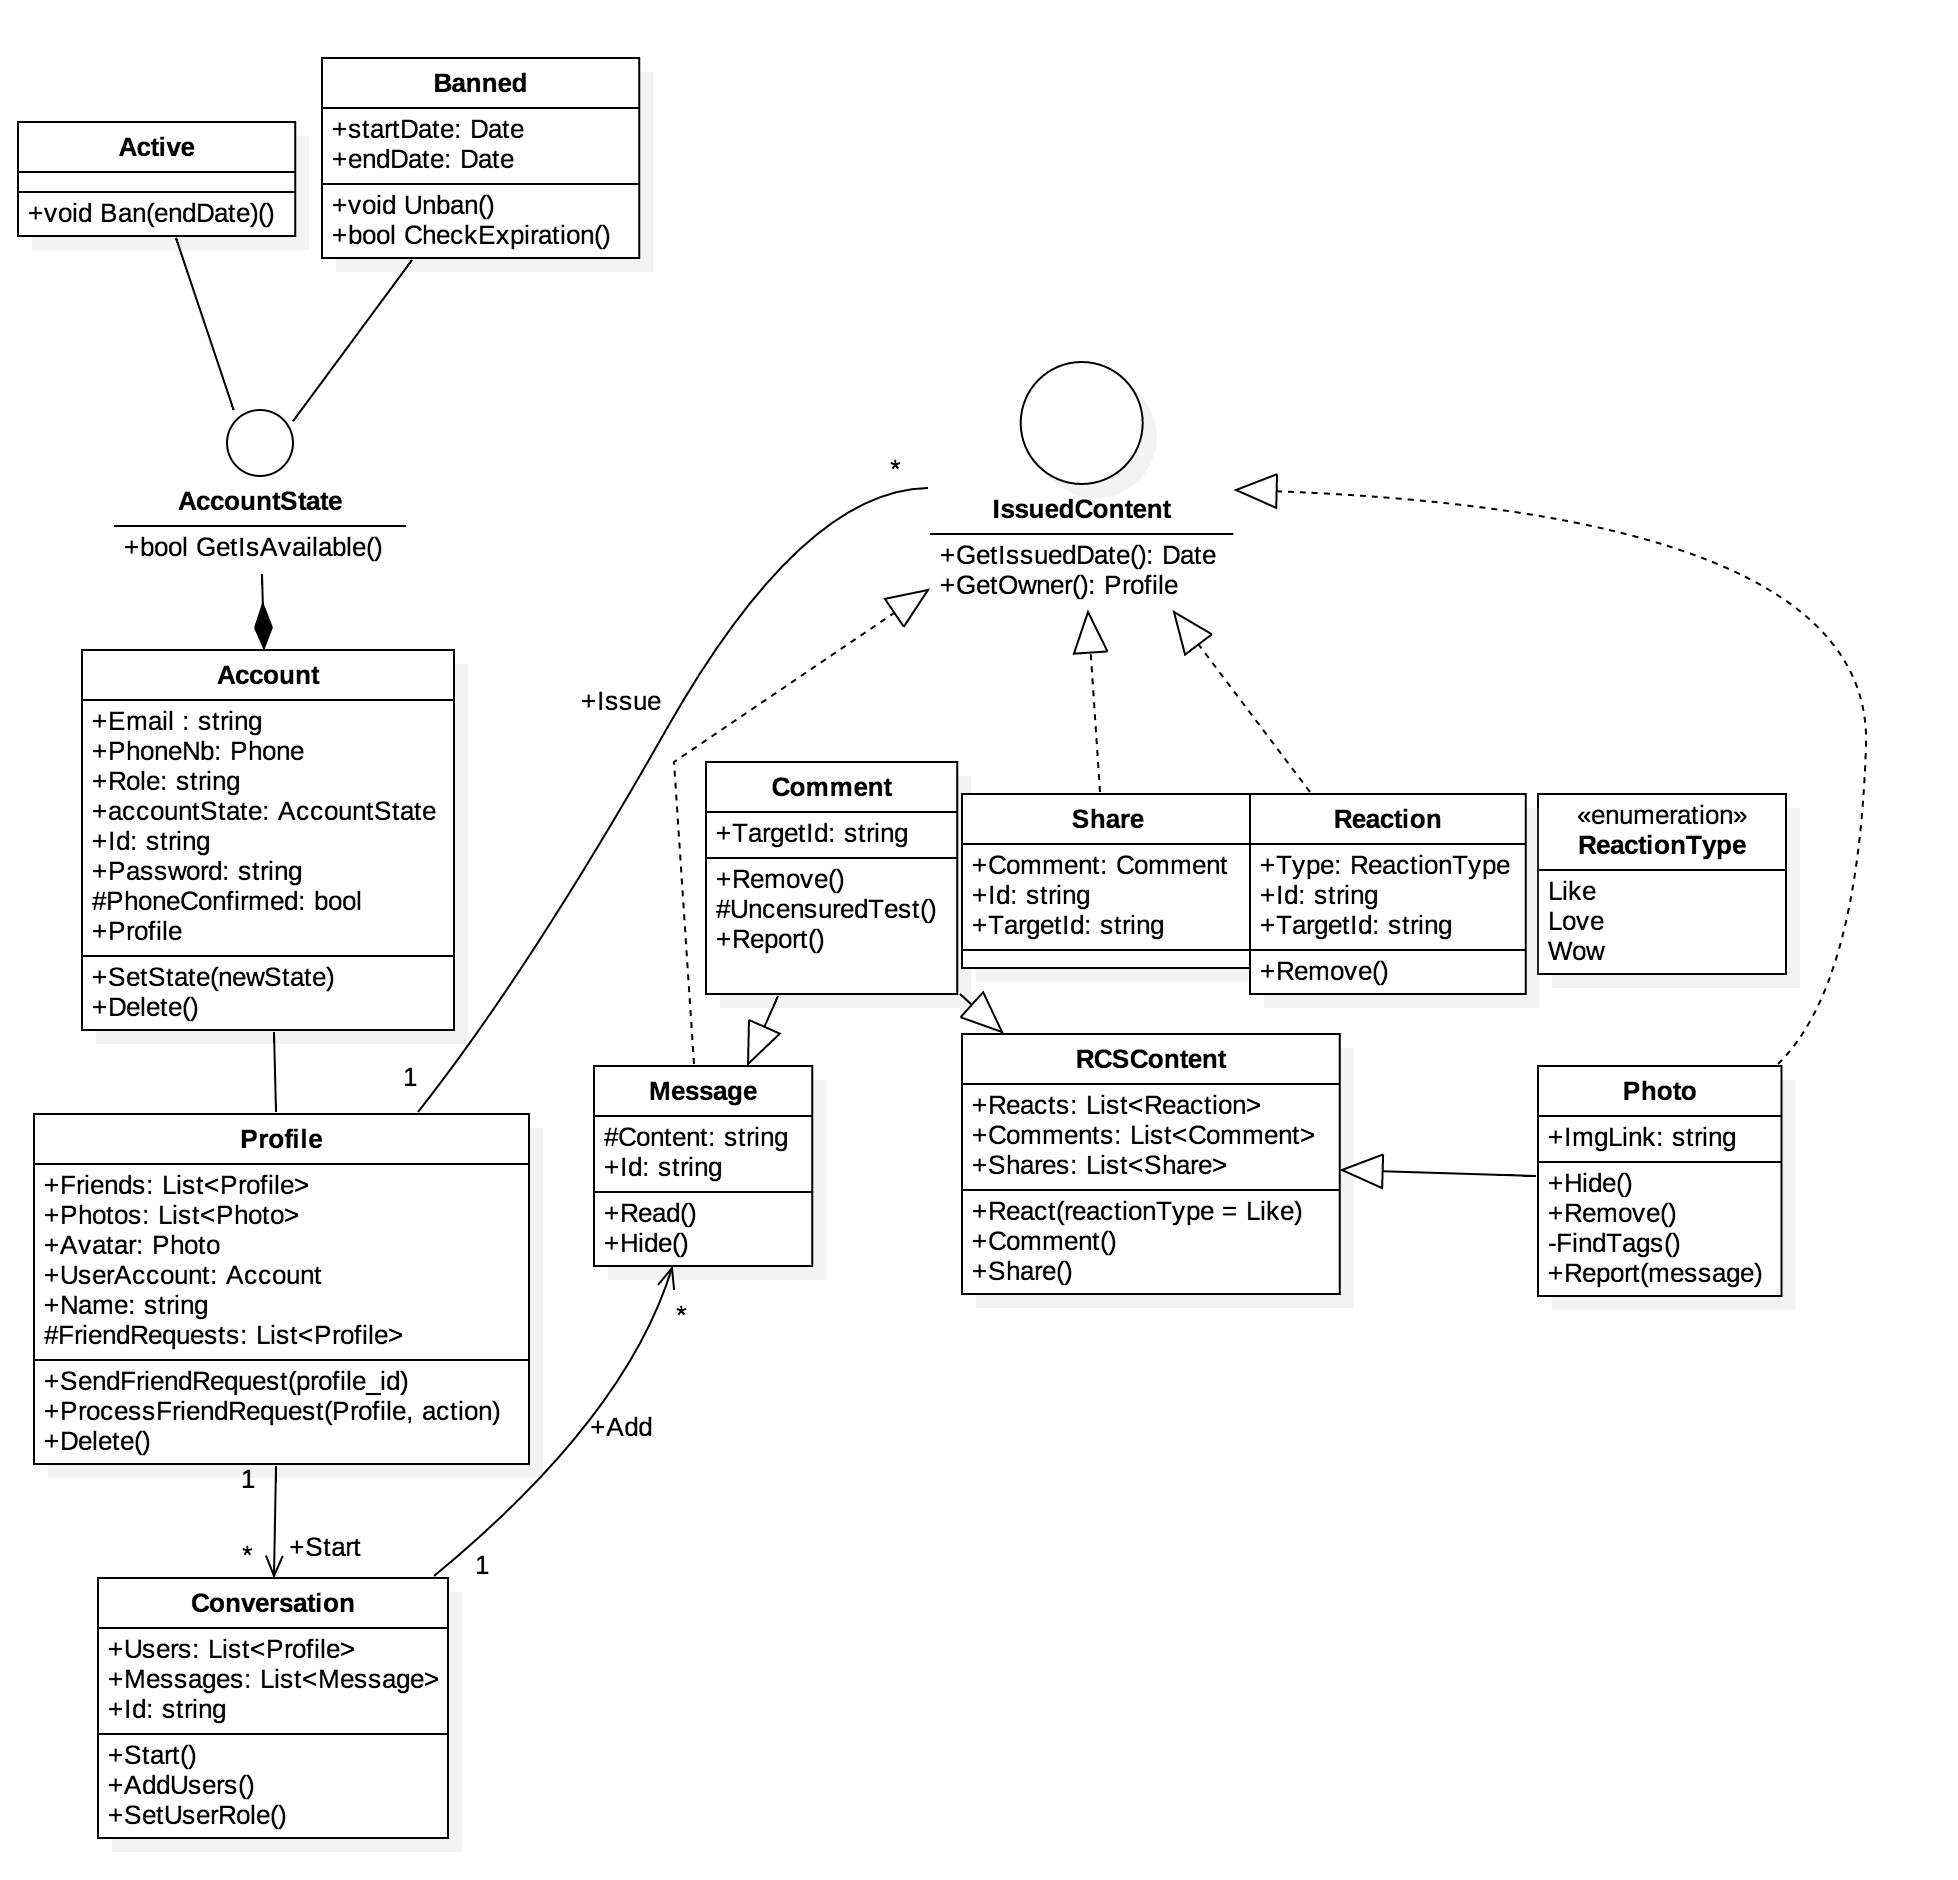 Banned
+startDate: Date
+endDate: Date
+void Unban()
+bool CheckExpiration()
Active
+void Ban(endDate)()
AccountState
+bool GetIsAvailable()
IssuedContent
+GetIssuedDate(): Date
+GetOwner(): Profile
*
+Issue
1
Account
+Email : string
+PhoneNb: Phone
+Role: string
+accountState: AccountState
+Id: string
+Password: string
#PhoneConfirmed: bool
+Profile
+SetState(newState)
+Delete()
Comment
+TargetId: string
+Remove()
#UncensuredTest()
+Report()
Share
+Comment: Comment
+Id: string
+TargetId: string
Reaction
+Type: ReactionType
+Id: string
+TargetId: string
+Remove()
«enumeration»
ReactionType
Like
Love
Wow
Profile
+Friends: List<Profile>
+Photos: List<Photo>
+Avatar: Photo
+UserAccount: Account
+Name: string
#FriendRequests: List<Profile>
+SendFriendRequest(profile_id)
+ProcessFriendRequest(Profile, action)
+Delete()
Message
#Content: string
+Id: string
+Read()
+Hide()
RCSContent
+Reacts: List<Reaction>
+Comments: List<Comment>
+Shares: List<Share>
+React(reactionType = Like)
+Comment()
+Share()
Photo
+ImgLink: string
+Hide()
+Remove()
-FindTags()
+Report(message)
*
+Add
1
1
*
+Start
Conversation
+Users: List<Profile>
+Messages: List<Message>
+Id: string
+Start()
+AddUsers()
+SetUserRole()